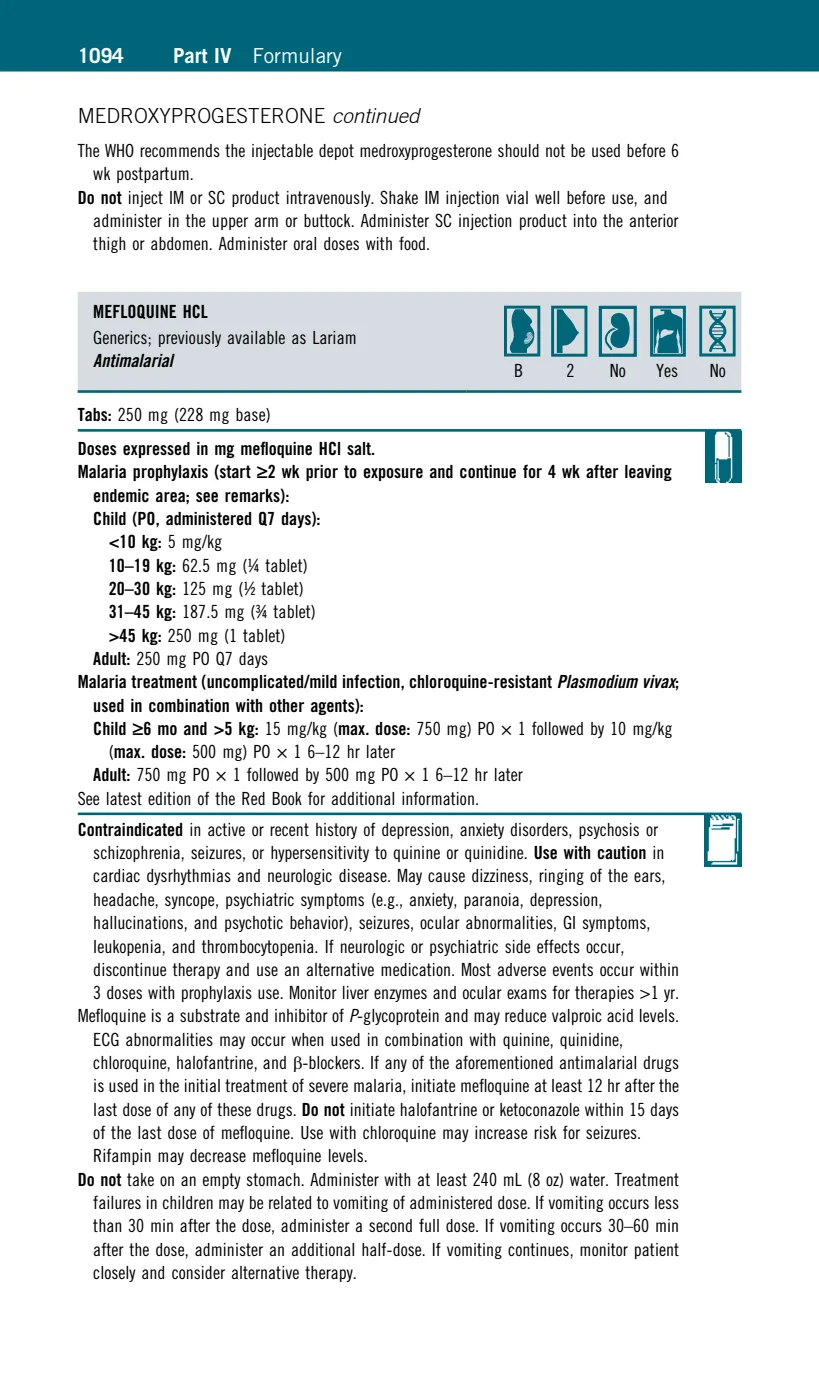 1094 Part IV Formulary
MEDROXYPROGESTERONE continued
The WHO recommends the injectable depot medroxyprogesterone should not be used before 6
wk postpartum.
Do not inject IM or SC product intravenously. Shake IM injection vial well before use, and
administer in the upper arm or buttock. Administer SC injection product into the anterior
thigh or abdomen. Administer oral doses with food.
MEFLOQUINE HCL
Generics; previously available as Lariam
Antimalarial
B 2 No Yes No
Tabs: 250 mg (228 mg base)
Doses expressed in mg mefloquine HCl salt.
Malaria prophylaxis (start ≥2 wk prior to exposure and continue for 4 wk after leaving
endemic area; see remarks):
Child (PO, administered Q7 days):
<10 kg: 5 mg/kg
10–19 kg: 62.5 mg (¼ tablet)
20–30 kg: 125 mg (½ tablet)
31–45 kg: 187.5 mg (¾ tablet)
>45 kg: 250 mg (1 tablet)
Adult: 250 mg PO Q7 days
Malaria treatment (uncomplicated/mild infection, chloroquine-resistant Plasmodium vivax;
used in combination with other agents):
Child ≥6 mo and >5 kg: 15 mg/kg (max. dose: 750 mg) PO × 1 followed by 10 mg/kg
(max. dose: 500 mg) PO × 1 6–12 hr later
Adult: 750 mg PO × 1 followed by 500 mg PO × 1 6–12 hr later
See latest edition of the Red Book for additional information.
Contraindicated in active or recent history of depression, anxiety disorders, psychosis or
schizophrenia, seizures, or hypersensitivity to quinine or quinidine. Use with caution in
cardiac dysrhythmias and neurologic disease. May cause dizziness, ringing of the ears,
headache, syncope, psychiatric symptoms (e.g., anxiety, paranoia, depression,
hallucinations, and psychotic behavior), seizures, ocular abnormalities, GI symptoms,
leukopenia, and thrombocytopenia. If neurologic or psychiatric side effects occur,
discontinue therapy and use an alternative medication. Most adverse events occur within
3 doses with prophylaxis use. Monitor liver enzymes and ocular exams for therapies >1 yr.
Mefloquine is a substrate and inhibitor of P-glycoprotein and may reduce valproic acid levels.
ECG abnormalities may occur when used in combination with quinine, quinidine,
chloroquine, halofantrine, and β-blockers. If any of the aforementioned antimalarial drugs
is used in the initial treatment of severe malaria, initiate mefloquine at least 12 hr after the
last dose of any of these drugs. Do not initiate halofantrine or ketoconazole within 15 days
of the last dose of mefloquine. Use with chloroquine may increase risk for seizures.
Rifampin may decrease mefloquine levels.
Do not take on an empty stomach. Administer with at least 240 mL (8 oz) water. Treatment
failures in children may be related to vomiting of administered dose. If vomiting occurs less
than 30 min after the dose, administer a second full dose. If vomiting occurs 30–60 min
after the dose, administer an additional half-dose. If vomiting continues, monitor patient
closely and consider alternative therapy.